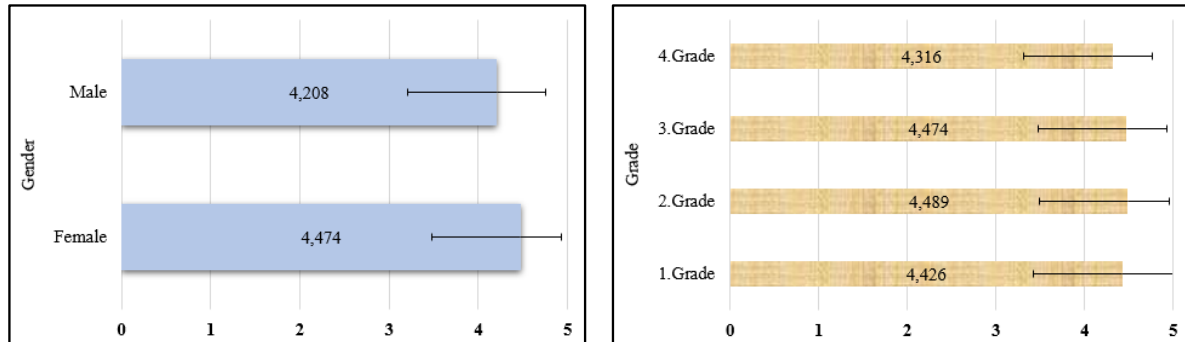 Gender
Male
4,208
Female
4,474
0 1 2 3 4 5
Grade
4.Grade
4,316
3.Grade
4,474
2.Grade
4,489
1.Grade
4,426
0 1 2 3 4 5